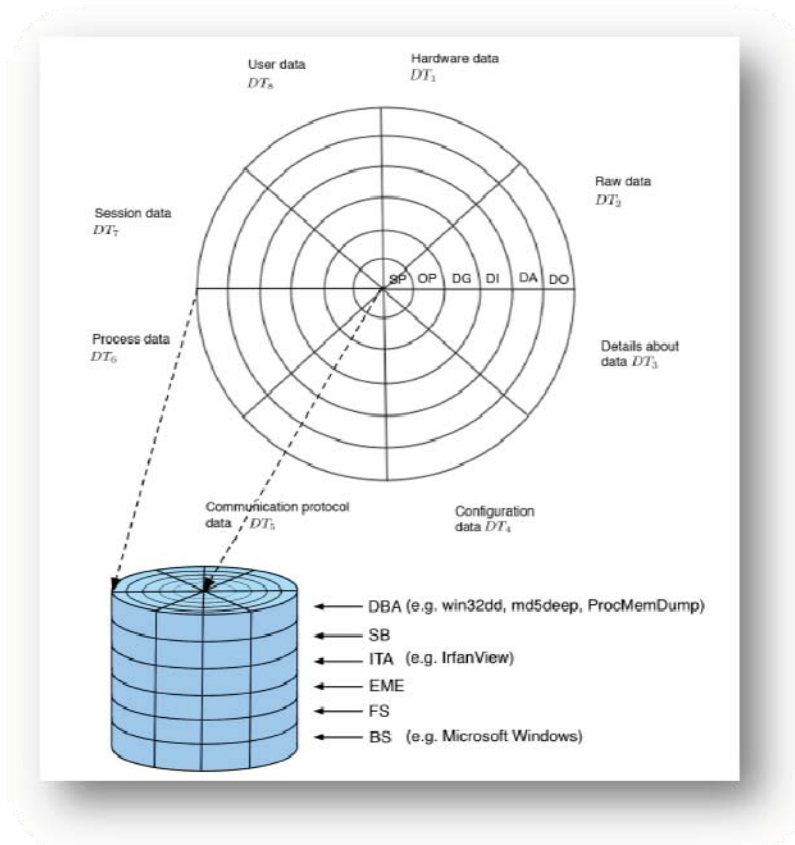 User data
DT₈
Hardware data
DT₁
Raw data
DT₂
Session data
DT₇
SP OP DG DI DA DO
Process data
DT₆
Details about
data DT₃
Communication protocol
data DT₅
Configuration
data DT₄
DBA (e.g. win32dd, md5deep, ProcMemDump)
SB
ITA (e.g. IrfanView)
EME
FS
BS (e.g. Microsoft Windows)